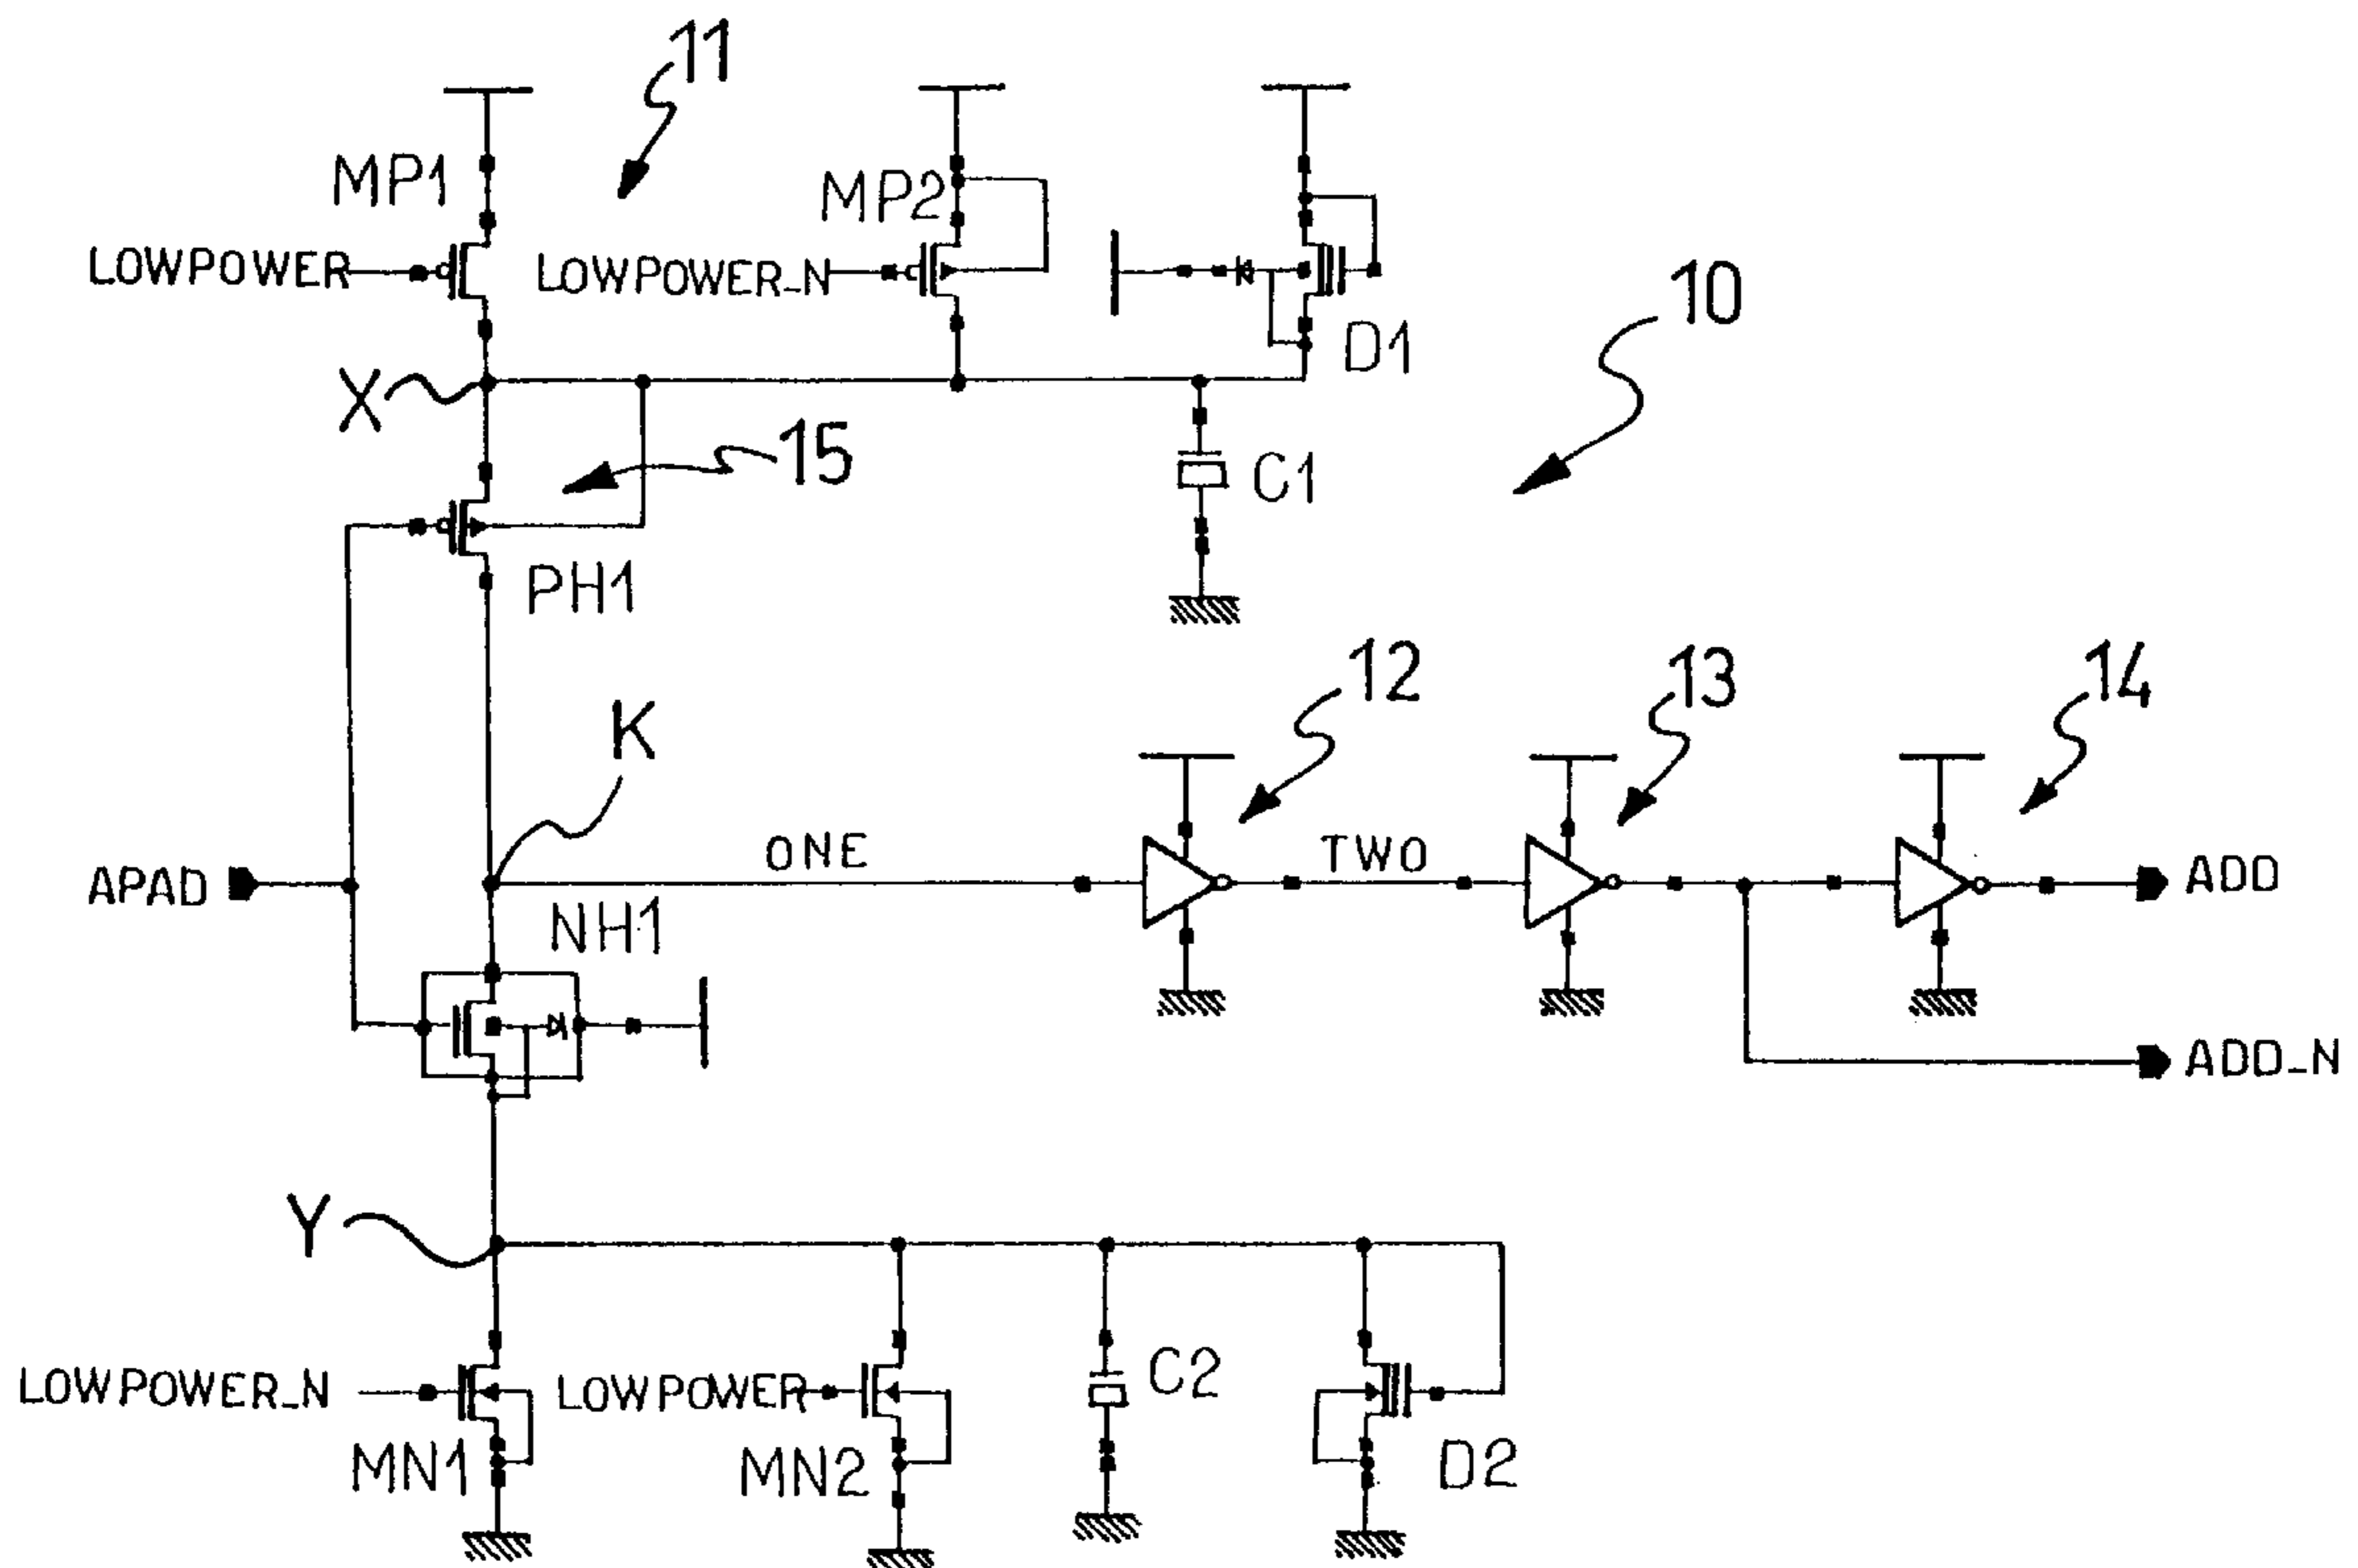 11
MP1
MP2
LOWPOWER
LOWPOWER_N
10
D1
X
15
C1
PH1
12
13
14
K
ONE
TWO
APAD
ADD
NH1
ADD_N
Y
LOWPOWER_N
LOWPOWER
C2
MN1
MN2
D2